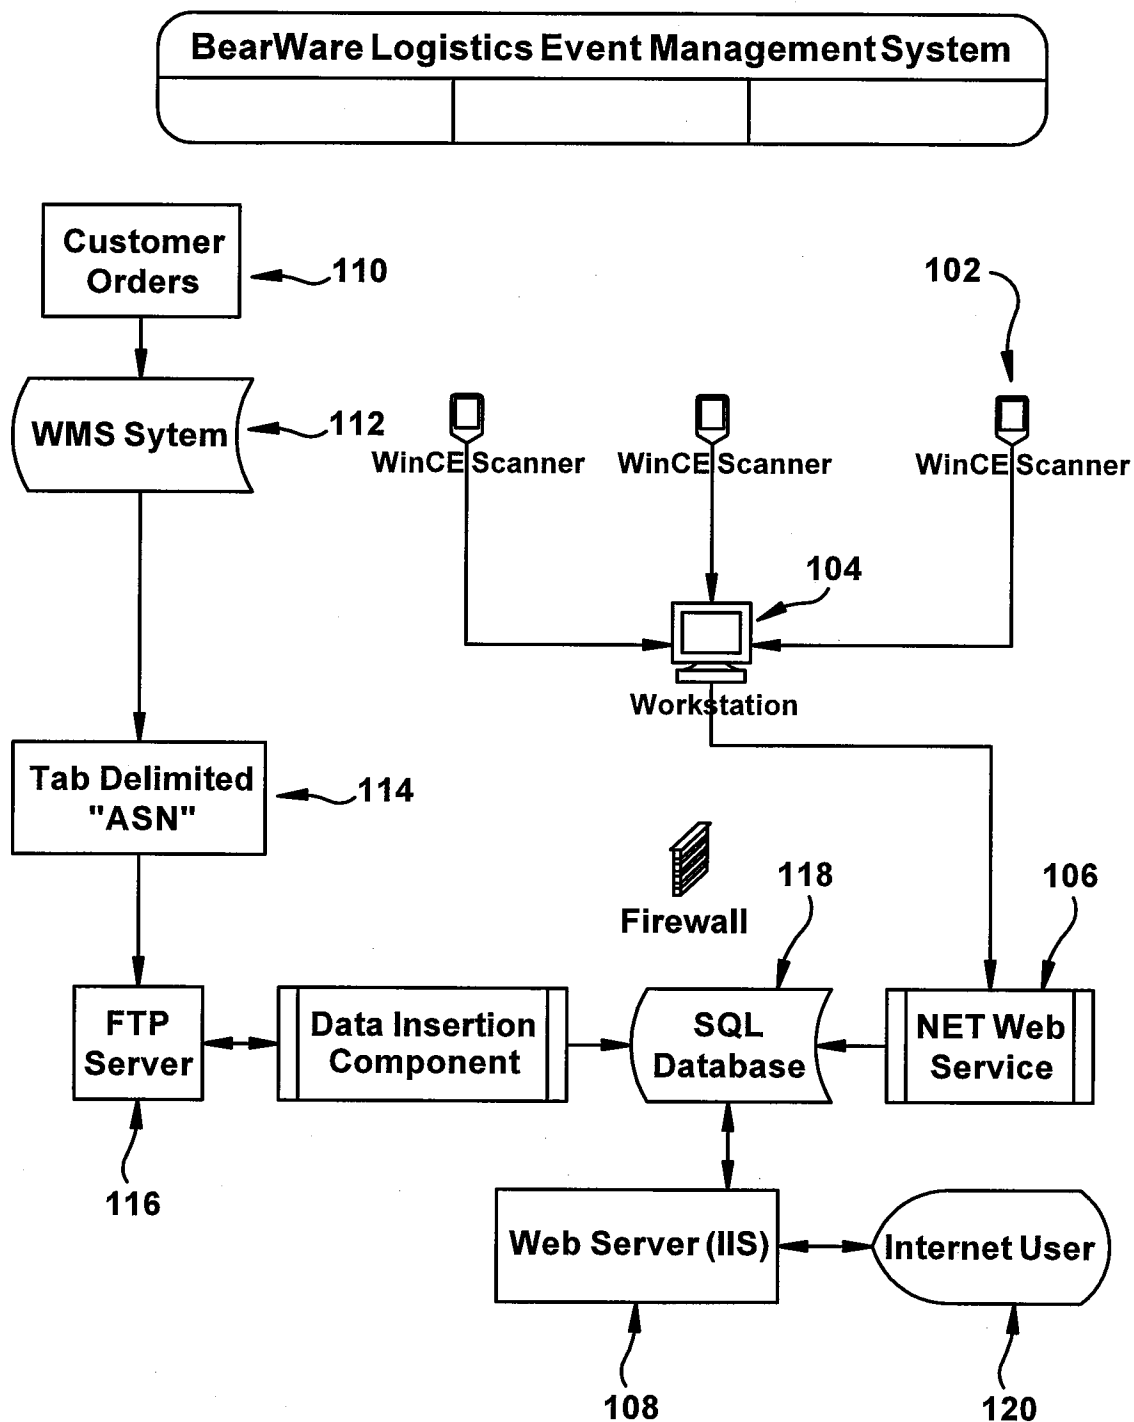 BearWare Logistics Event Management System
Customer
Orders
110
102
WMS Sytem
112
WinCE Scanner
WinCE Scanner
WinCE Scanner
104
Workstation
Tab Delimited
"ASN"
114
Firewall
118
106
FTP
Server
Data Insertion
Component
SQL
Database
NET Web
Service
116
Web Server (IIS)
Internet User
108
120